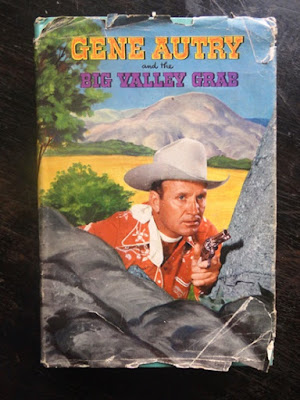 GENE AUTRY
and the
BIG VALLEY GRAB